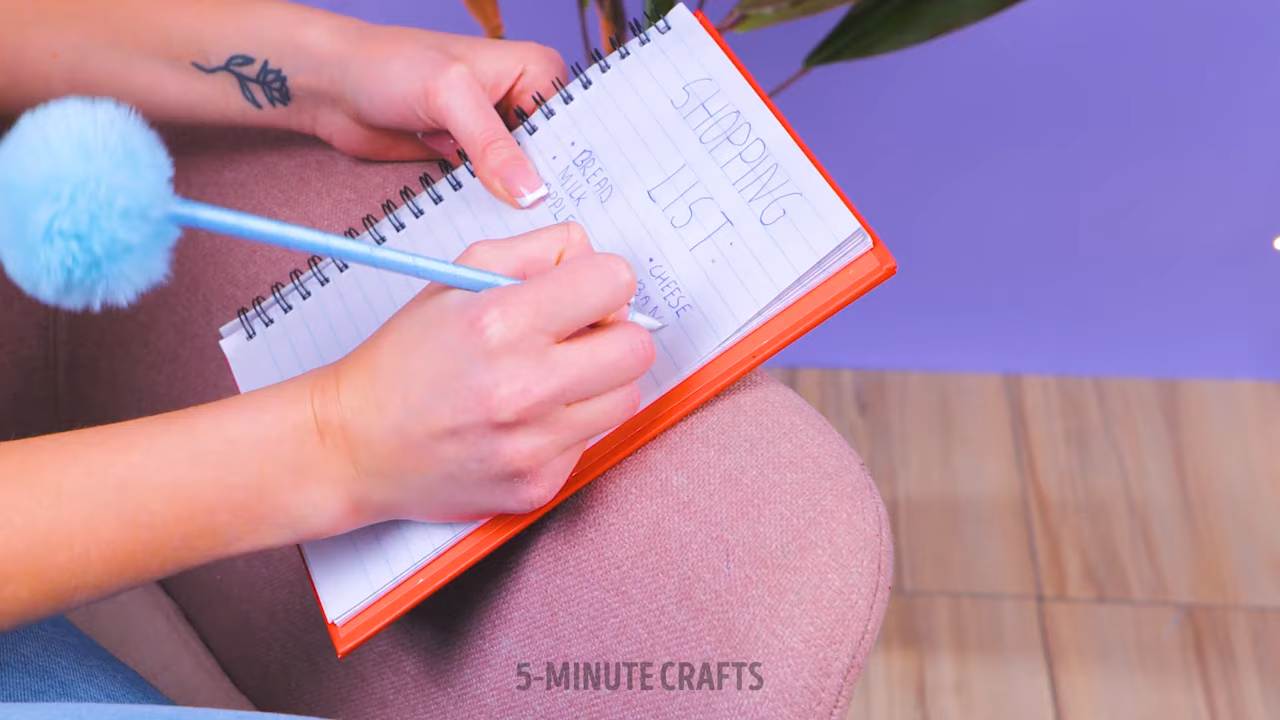 SHOPPING
LIST:
• BREAD
• MILK
• CHEESE
5-MINUTE CRAFTS